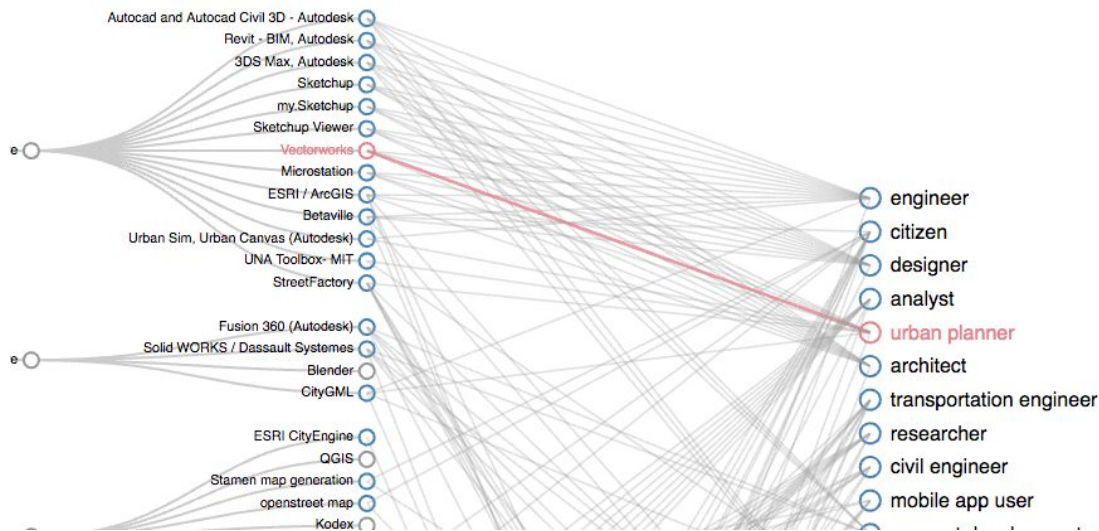 Autocad and Autocad Civil 3D - Autodesk
Revit - BIM, Autodesk
3DS Max, Autodesk
Sketchup
my Sketchup
Sketchup Viewer
e
Vectorworks
Microstation
ESRI / ArcGIS
Betaville
Urban Sim, Urban Canvas (Autodesk)
UNA Toolbox- MIT
StreetFactory
Fusion 360 (Autodesk)
Solid WORKS / Dassault Systemes
e
Blender
CityGML
ESRI CityEngine
QGIS
Stamen map generation
openstreet map
Kodex
engineer
citizen
designer
analyst
urban planner
architect
transportation engineer
researcher
civil engineer
mobile app user